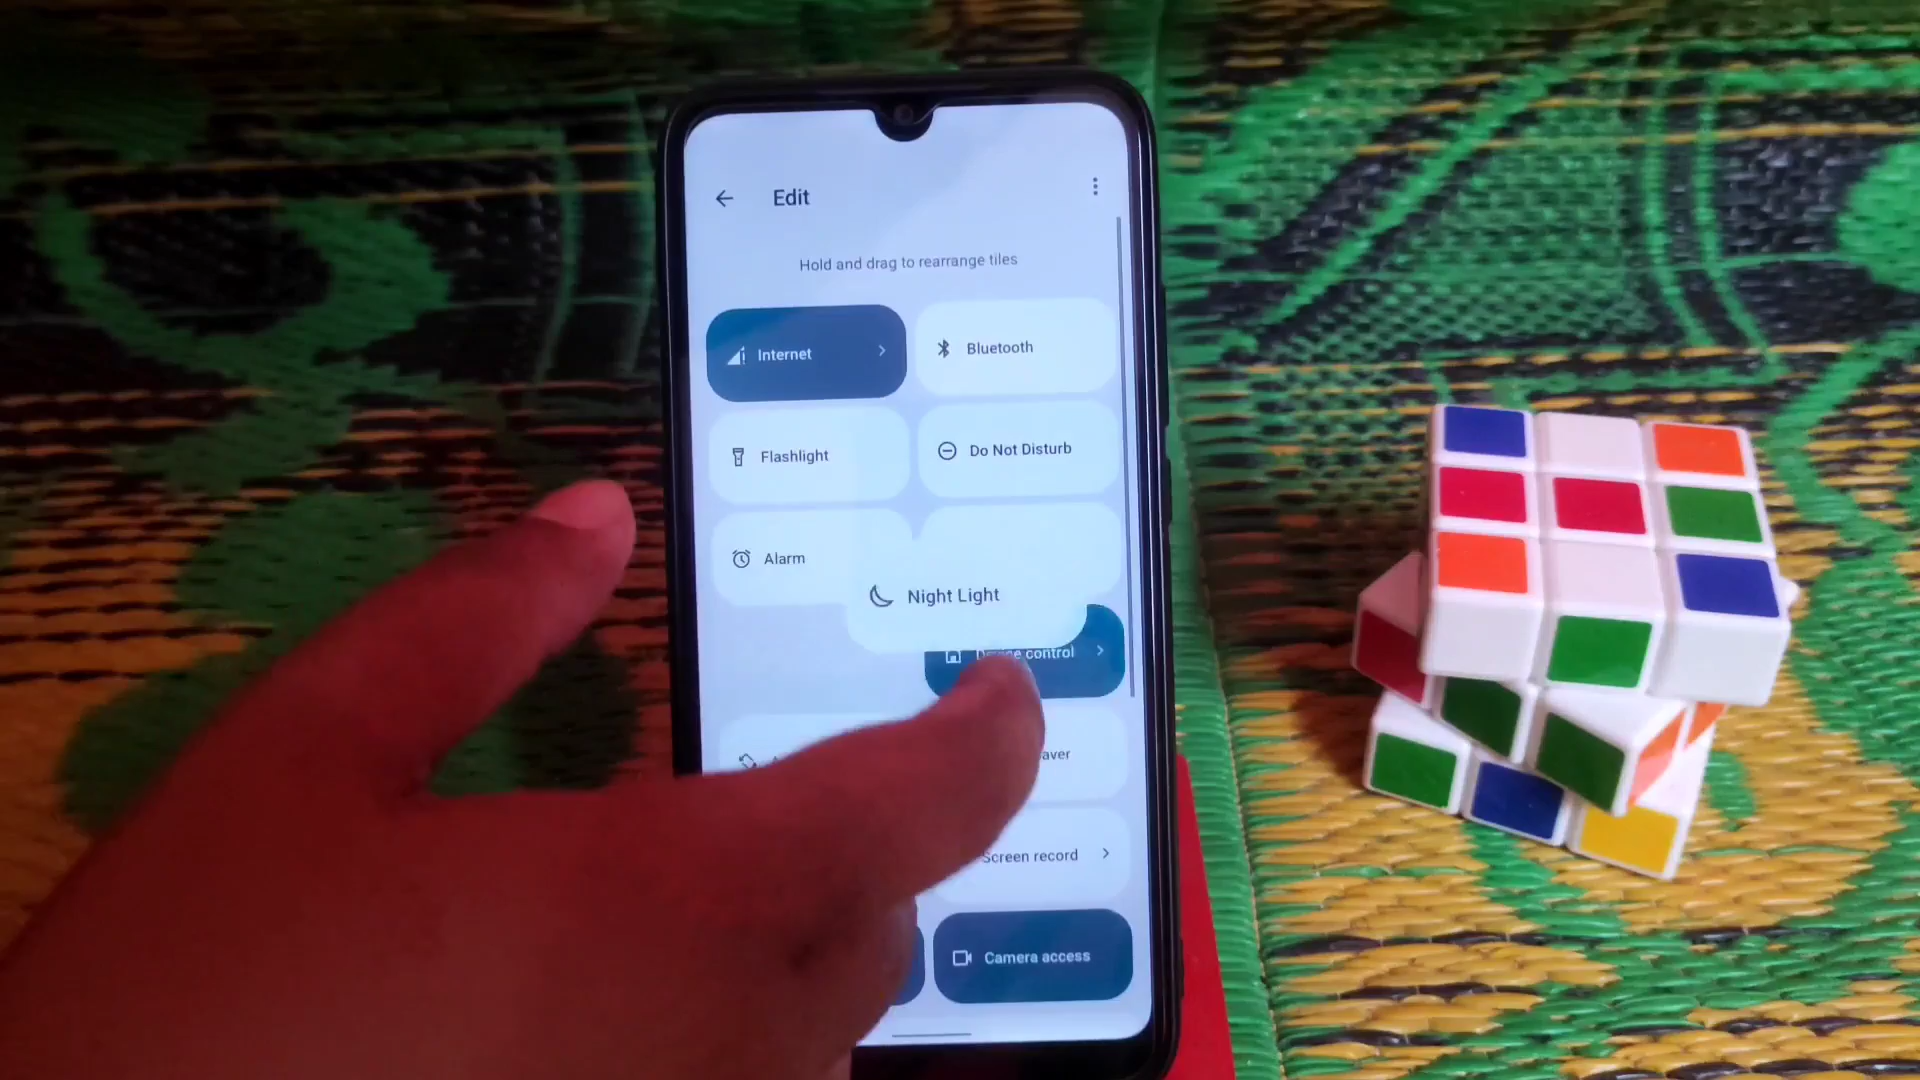 Edit
Hold and drag to rearrange tiles
Internet
Bluetooth
Flashlight
Do Not Disturb
Alarm
Night Light
control
Screen record
Camera access